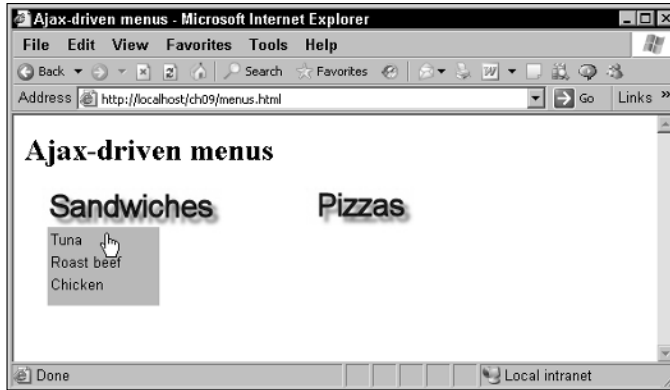 Ajax-driven menus - Microsoft Internet Explorer
File Edit View Favorites Tools Help
Back Search Favorites
Address http://localhost/ch09/menus.html Go Links »
Ajax-driven menus
Sandwiches Pizzas
Tuna
Roast beef
Chicken
Done Local intranet